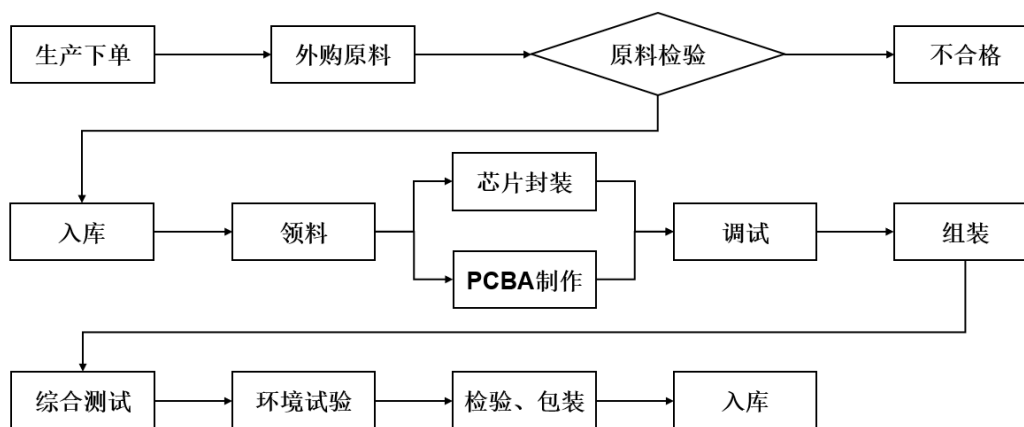 生产下单
外购原料
原料检验
不合格
入库
领料
芯片封装
PCBA制作
调试
组装
综合测试
环境试验
检验、包装
入库